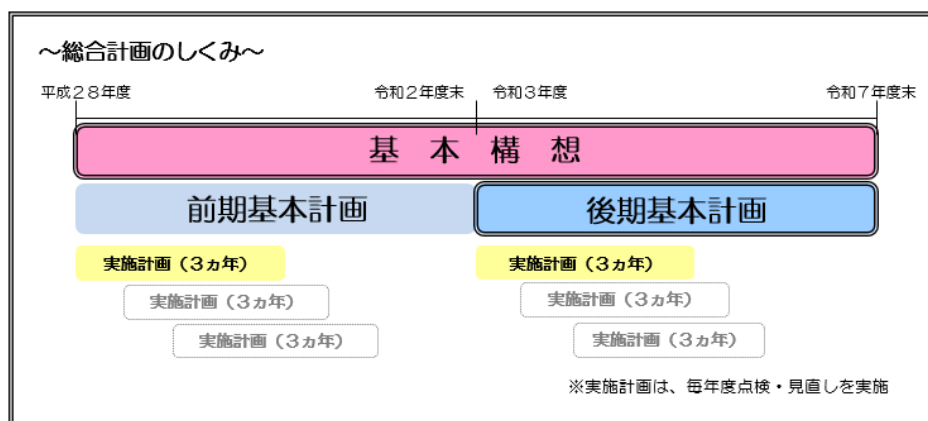 ～総合計画のしくみ～
平成２８年度 令和２年度末 令和３年度 令和７年度末
基本構想
前期基本計画 後期基本計画
実施計画（３ヵ年） 実施計画（３ヵ年）
実施計画（３ヵ年） 実施計画（３ヵ年）
実施計画（３ヵ年） 実施計画（３ヵ年）
※実施計画は、毎年度点検・見直しを実施